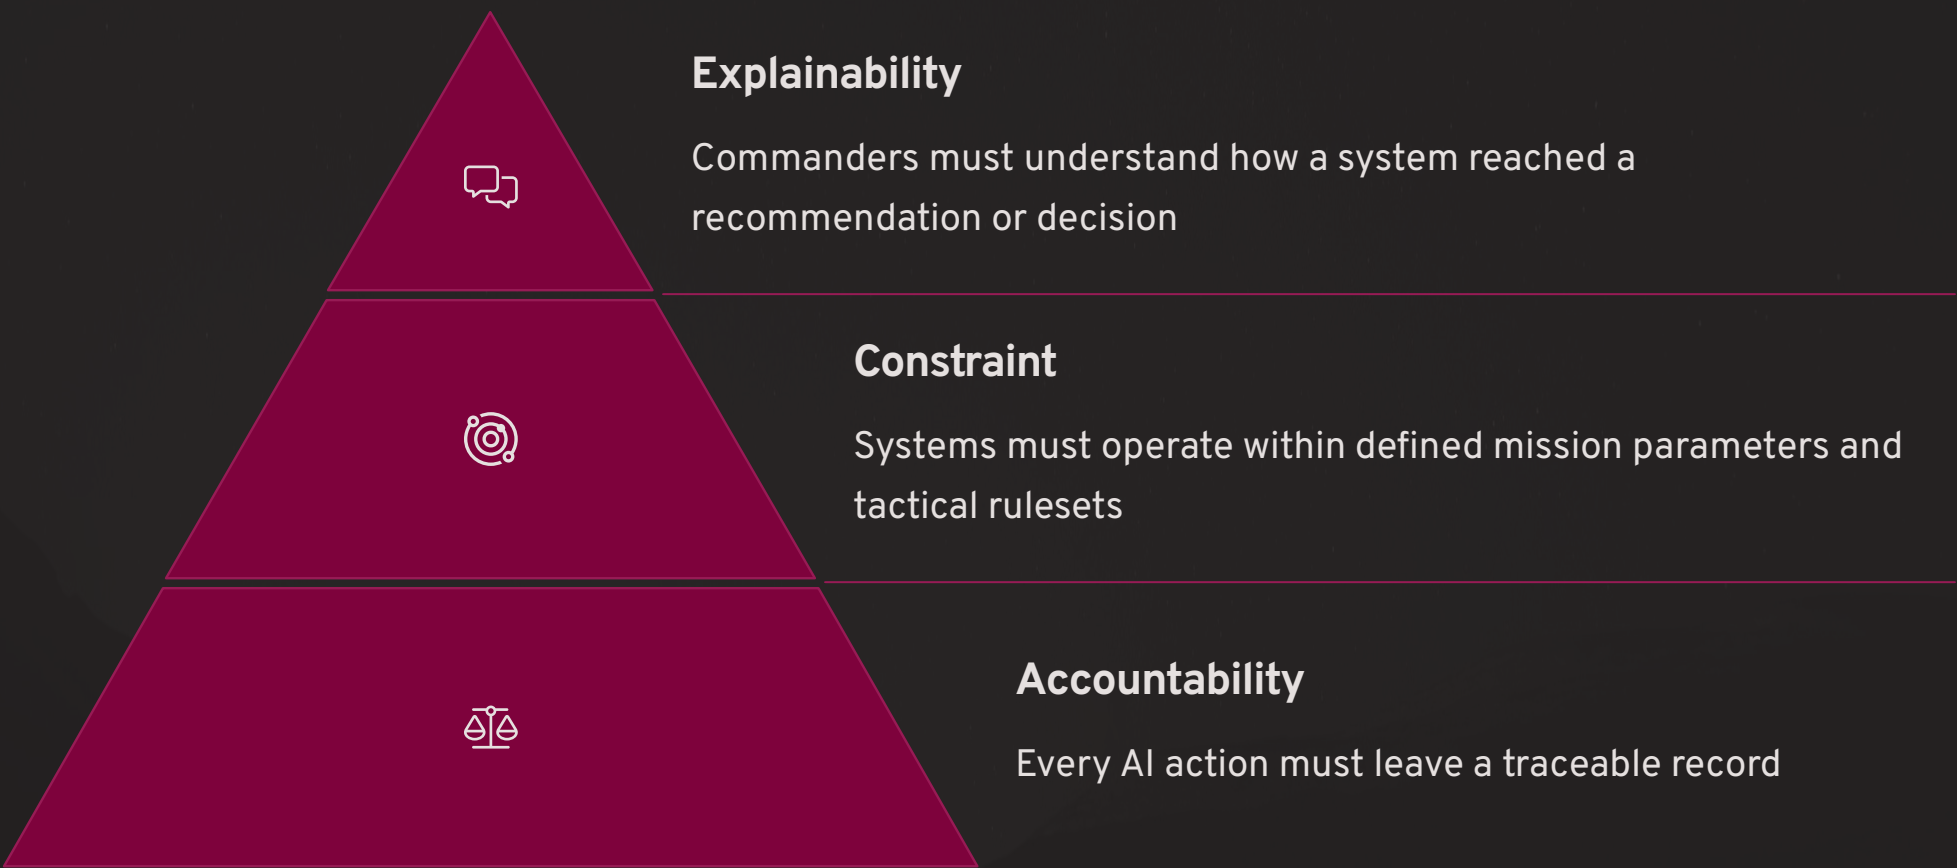 Explainability
Commanders must understand how a system reached a
recommendation or decision
Constraint
Systems must operate within defined mission parameters and
tactical rulesets
Accountability
Every AI action must leave a traceable record